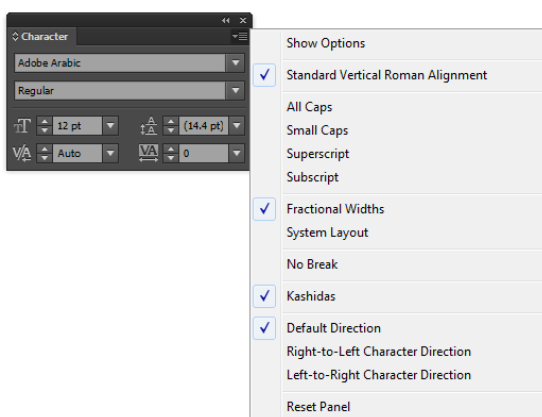 Character
Adobe Arabic
Regular
12 pt
(14.4 pt)
Auto
0
Show Options
Standard Vertical Roman Alignment
All Caps
Small Caps
Superscript
Subscript
Fractional Widths
System Layout
No Break
Kashidas
Default Direction
Right-to-Left Character Direction
Left-to-Right Character Direction
Reset Panel